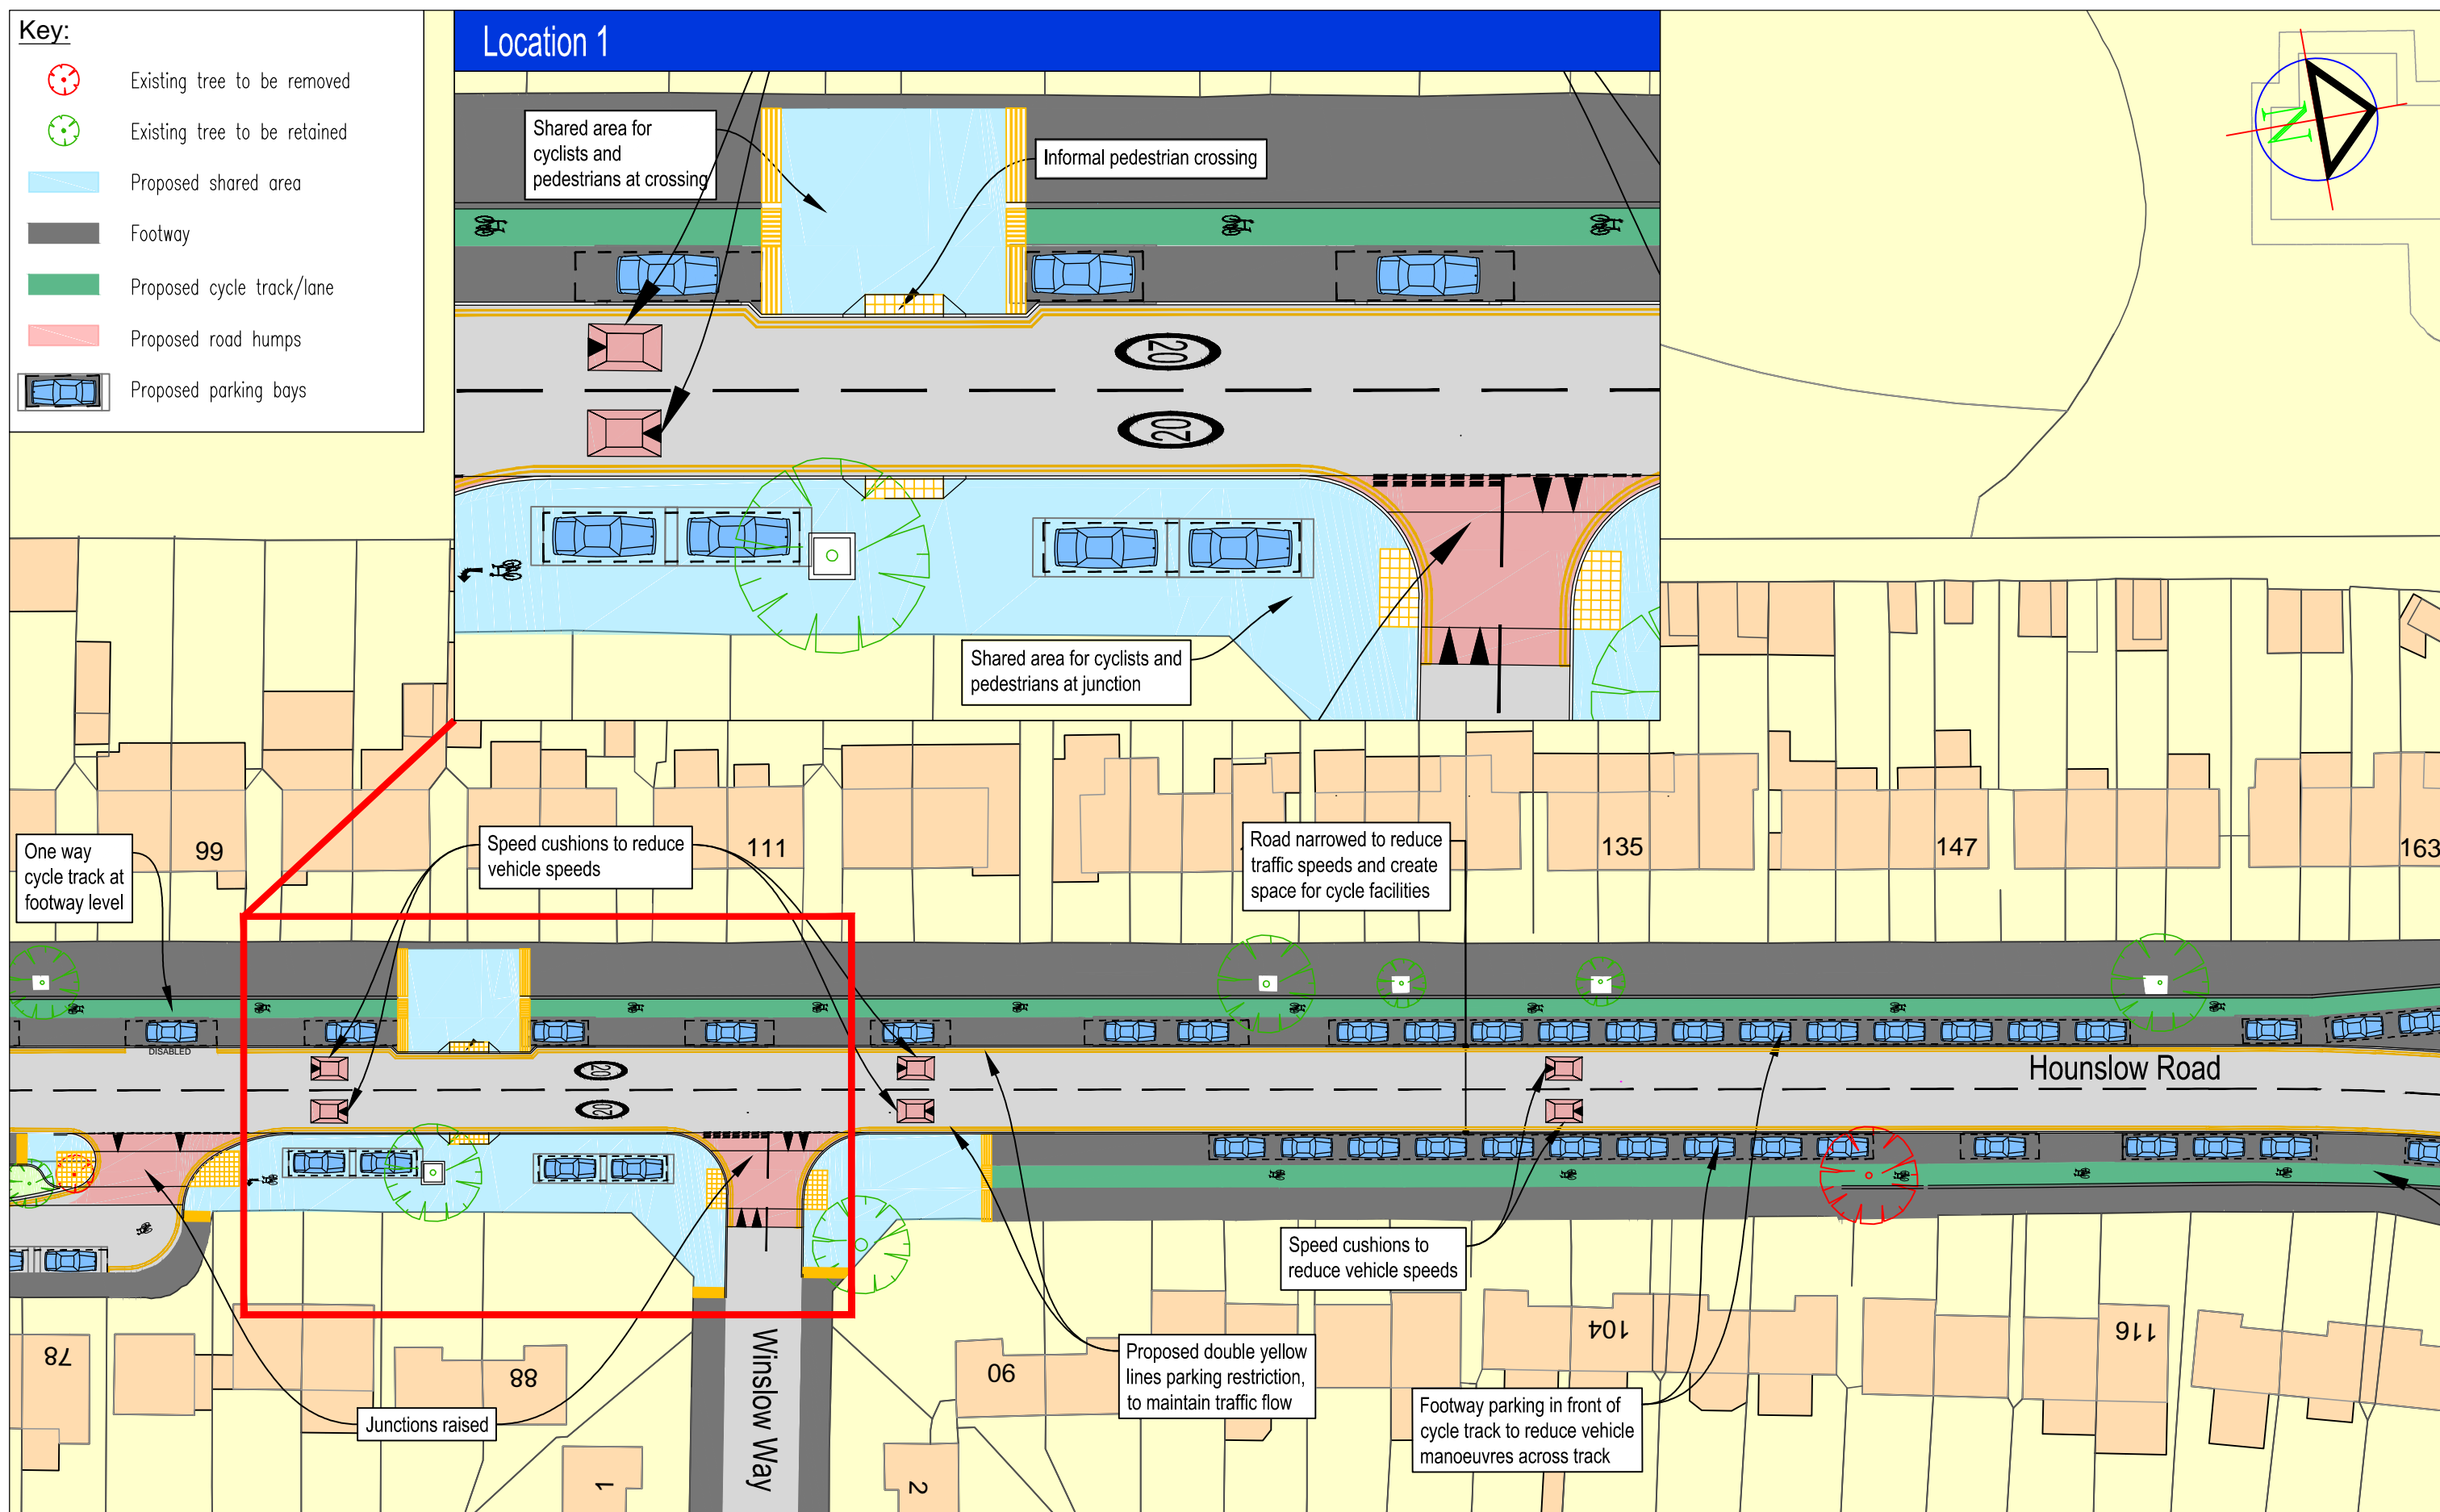 Key:
Existing tree to be removed
Existing tree to be retained
Proposed shared area
Footway
Proposed cycle track/lane
Proposed road humps
Proposed parking bays
Location 1
N
Shared area for
cyclists and
pedestrians at crossing
Informal pedestrian crossing
20
20
Shared area for cyclists and
pedestrians at junction
99
111
135
147
163
One way
cycle track at
footway level
Speed cushions to reduce
vehicle speeds
Road narrowed to reduce
traffic speeds and create
space for cycle facilities
DISABLED
20
20
Hounslow Road
Speed cushions to
reduce vehicle speeds
78
88
90
104
116
Winslow Way
Junctions raised
Proposed double yellow
lines parking restriction,
to maintain traffic flow
Footway parking in front of
cycle track to reduce vehicle
manoeuvres across track
1
2